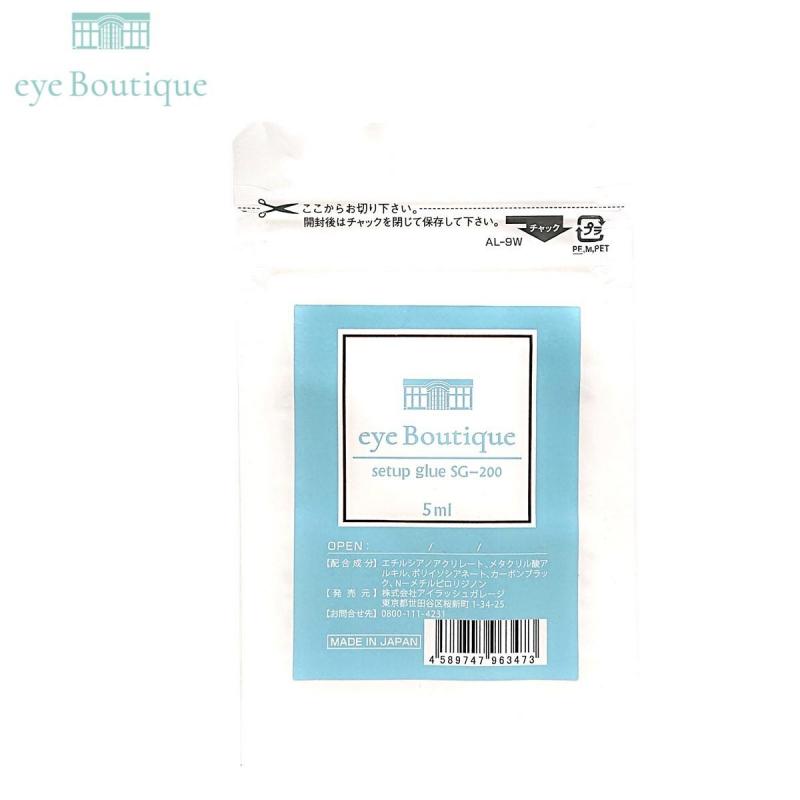 eye Boutique
ここからお切り下さい。
開封後はチャックを閉じて保存して下さい。
チャック
AL-9W
プラ
PE,M,PET
eye Boutique
setup glue SG-200
5ml
OPEN: / /
【配合成分】エチルシアノアクリレート、メタクリル酸ア
ルキル、ポリイソシアネート、カーボンブラッ
ク、N-メチルピロリジノン
【発売元】株式会社アイラッシュガレージ
東京都世田谷区桜新町1-34-25
【お問合せ先】0800-111-4231
MADE IN JAPAN
4 589747 963473